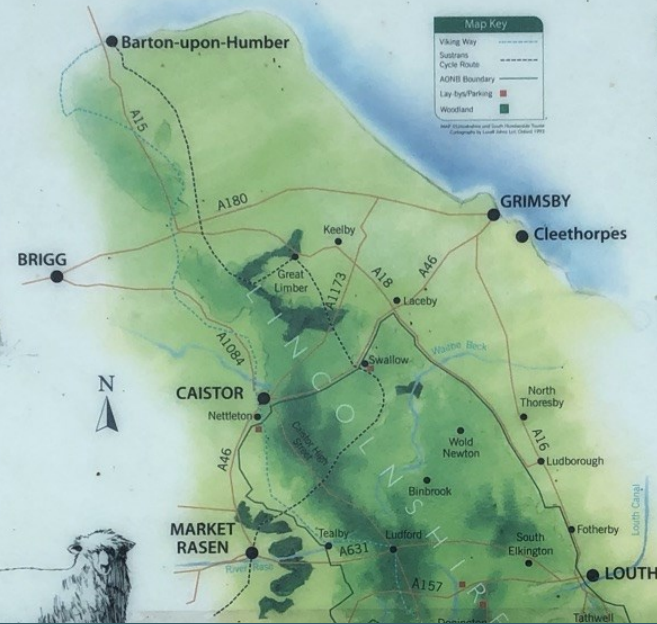 Map Key
Viking Way
Sustrans
Cycle Route
AONB Boundary
Lay-bys/Parking
Woodland
Barton-upon-Humber
A15
A180
GRIMSBY
Cleethorpes
Keelby
BRIGG
Great
Limber
A1173
A18
A46
Laceby
A1084
Swallow
Waithe Beck
CAISTOR
N
Nettleton
LINCOLNSHIRE
Caistor High
Street
North
Thoresby
A16
Wold
Newton
A46
Ludborough
Binbrook
Louth Canal
MARKET
RASEN
Tealby
Ludford
South
Elkington
Fotherby
A631
River Rase
LOUTH
A157
Donington
Tathwell